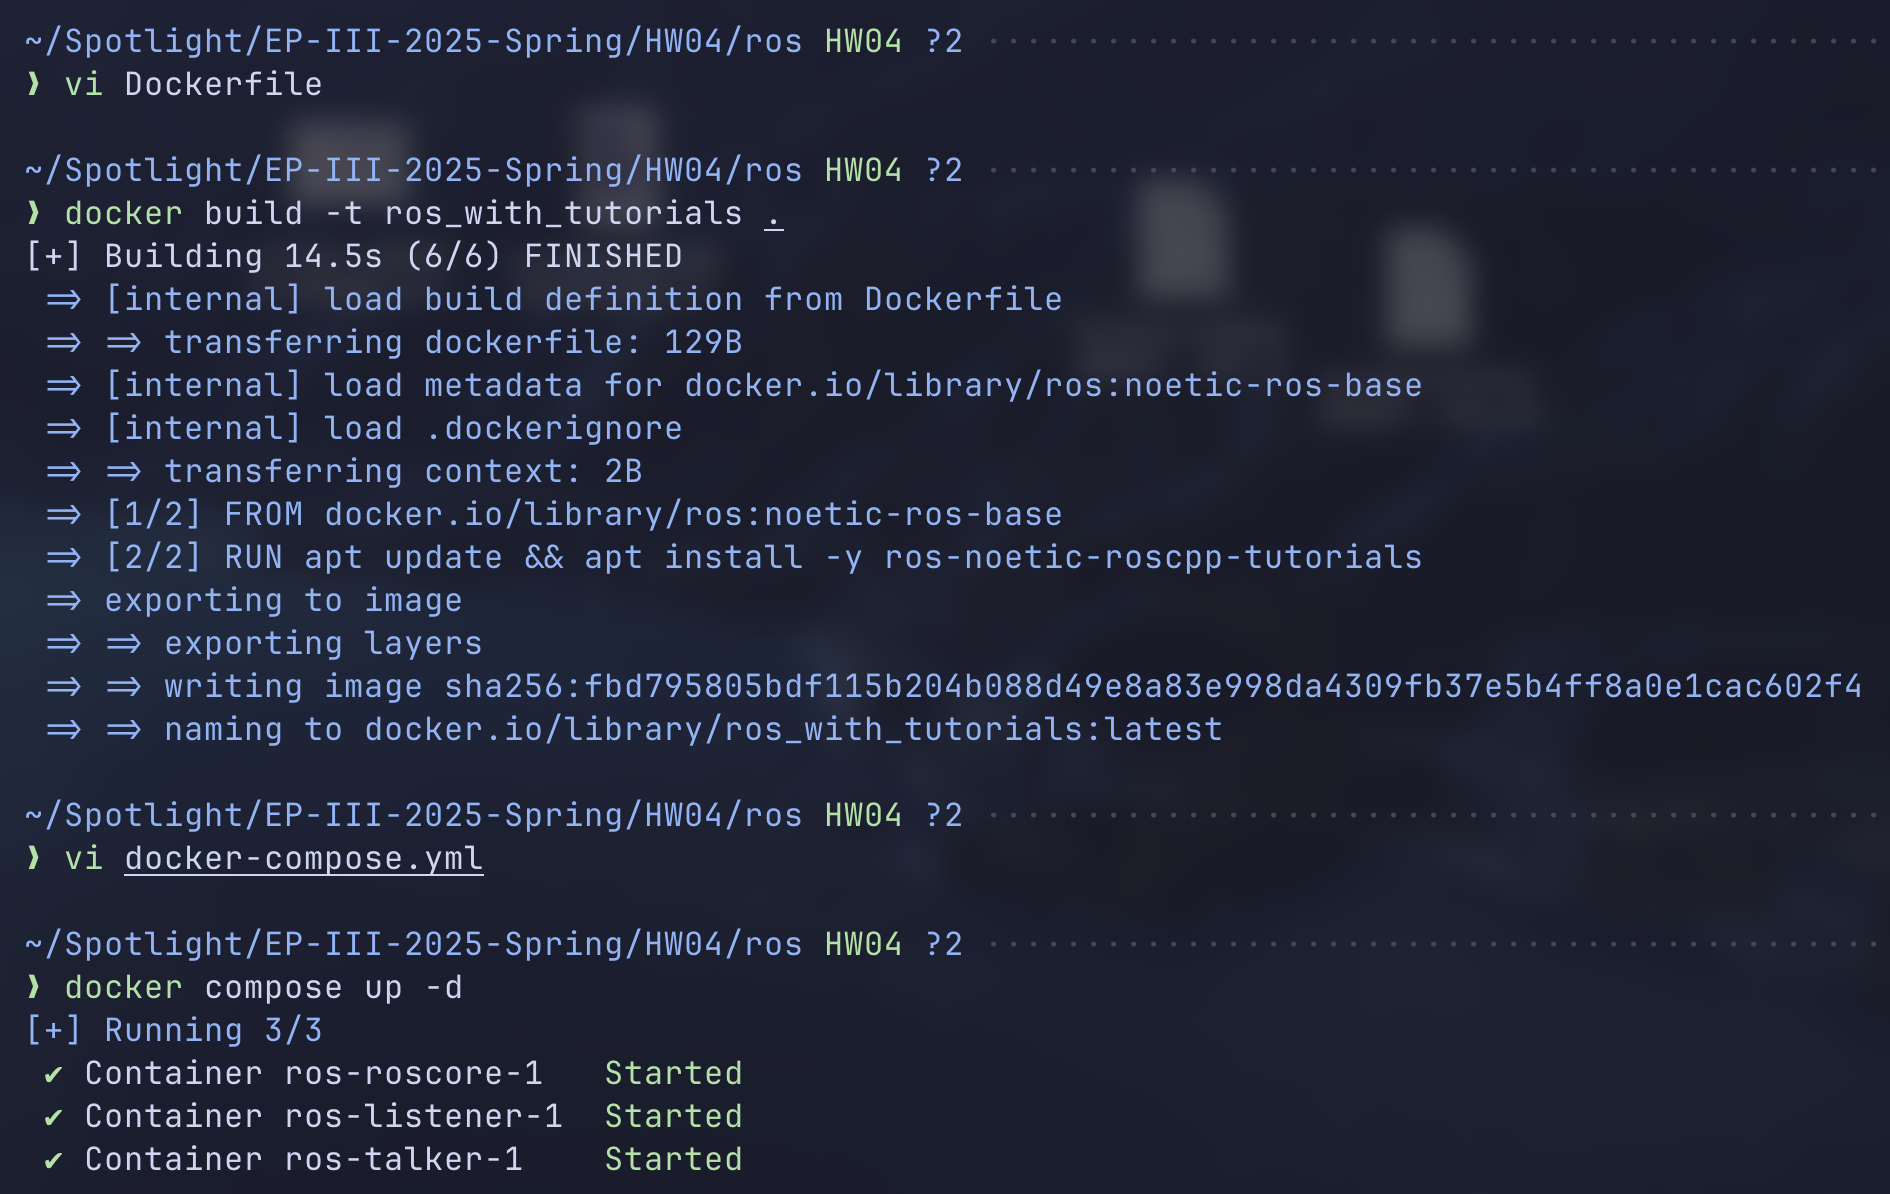 ~/Spotlight/EP-III-2025-Spring/HW04/ros HW04 ?2
❱ vi Dockerfile
~/Spotlight/EP-III-2025-Spring/HW04/ros HW04 ?2
❱ docker build -t ros_with_tutorials .
[+] Building 14.5s (6/6) FINISHED
=> [internal] load build definition from Dockerfile
=> => transferring dockerfile: 129B
=> [internal] load metadata for docker.io/library/ros:noetic-ros-base
=> [internal] load .dockerignore
=> => transferring context: 2B
=> [1/2] FROM docker.io/library/ros:noetic-ros-base
=> [2/2] RUN apt update && apt install -y ros-noetic-roscpp-tutorials
=> exporting to image
=> => exporting layers
=> => writing image sha256:fbd795805bdf115b204b088d49e8a83e998da4309fb37e5b4ff8a0e1cac602f4
=> => naming to docker.io/library/ros_with_tutorials:latest
~/Spotlight/EP-III-2025-Spring/HW04/ros HW04 ?2
❱ vi docker-compose.yml
~/Spotlight/EP-III-2025-Spring/HW04/ros HW04 ?2
❱ docker compose up -d
[+] Running 3/3
✔ Container ros-roscore-1 Started
✔ Container ros-listener-1 Started
✔ Container ros-talker-1 Started